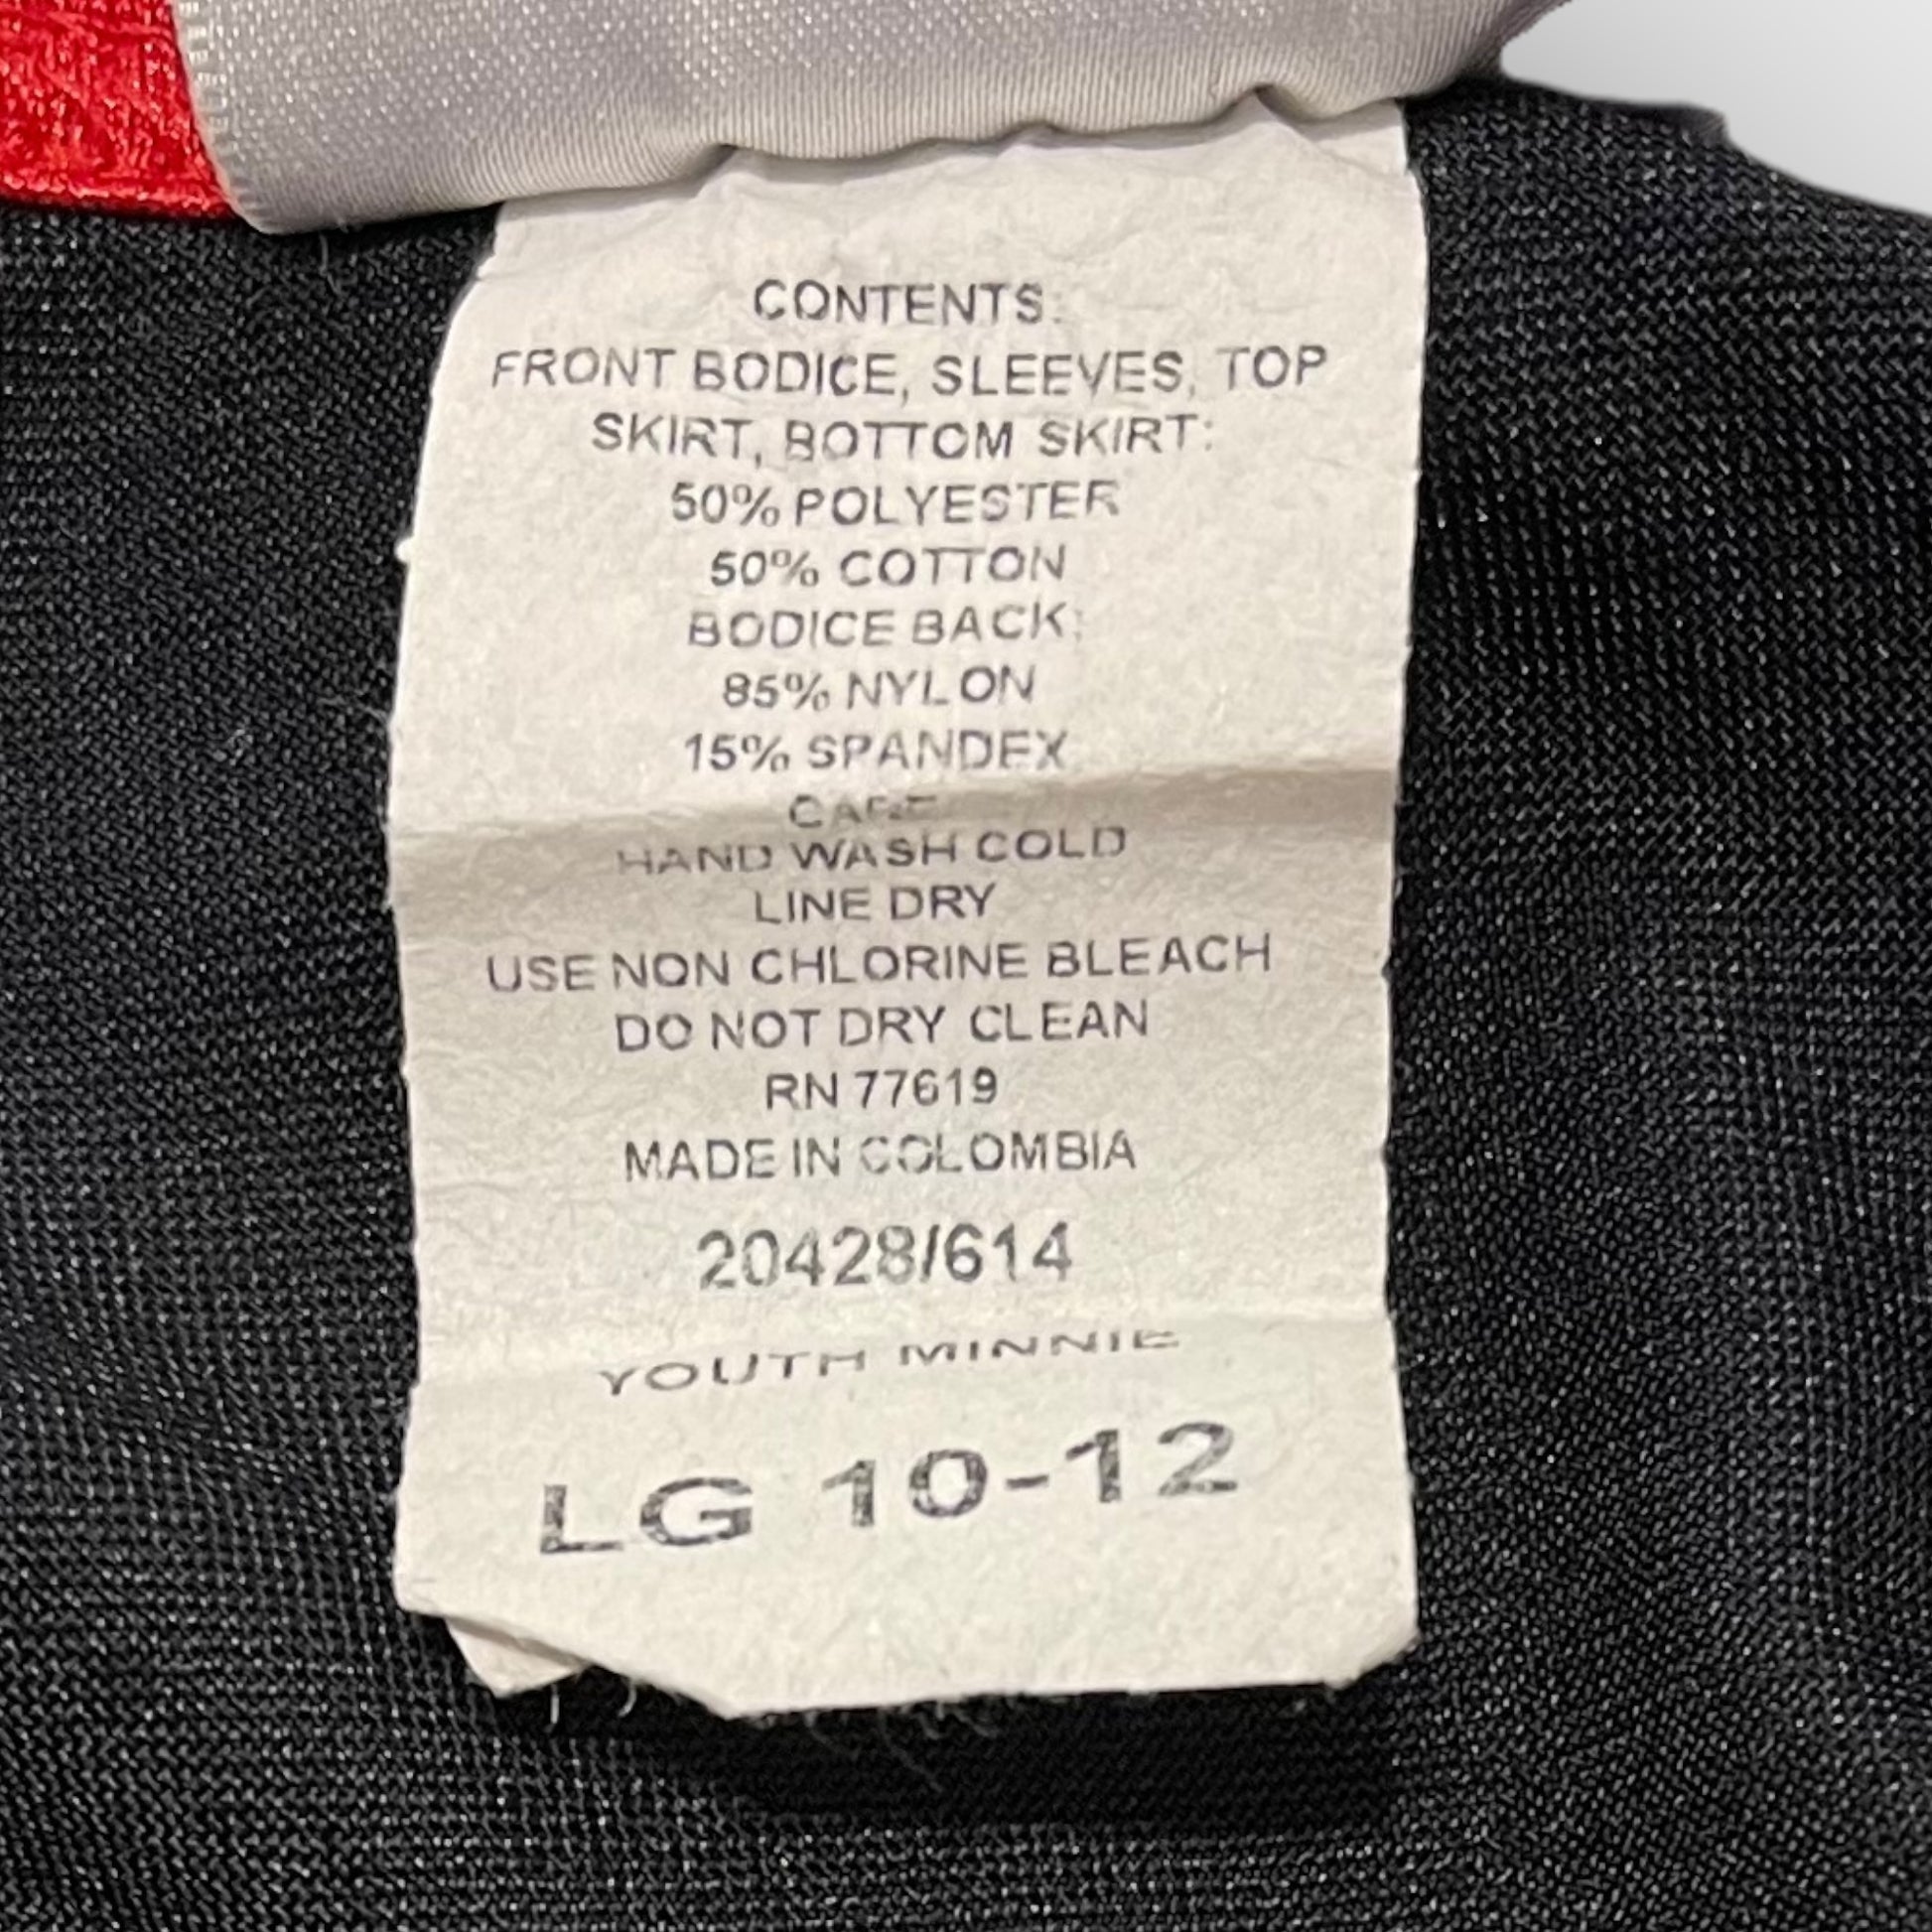 CONTENTS:
FRONT BODICE, SLEEVES, TOP
SKIRT, BOTTOM SKIRT:
50% POLYESTER
50% COTTON
BODICE BACK:
85% NYLON
15% SPANDEX
CARE
HAND WASH COLD
LINE DRY
USE NON CHLORINE BLEACH
DO NOT DRY CLEAN
RN 77619
MADE IN COLOMBIA
20428/614
YOUTH MINNIE
LG 10-12